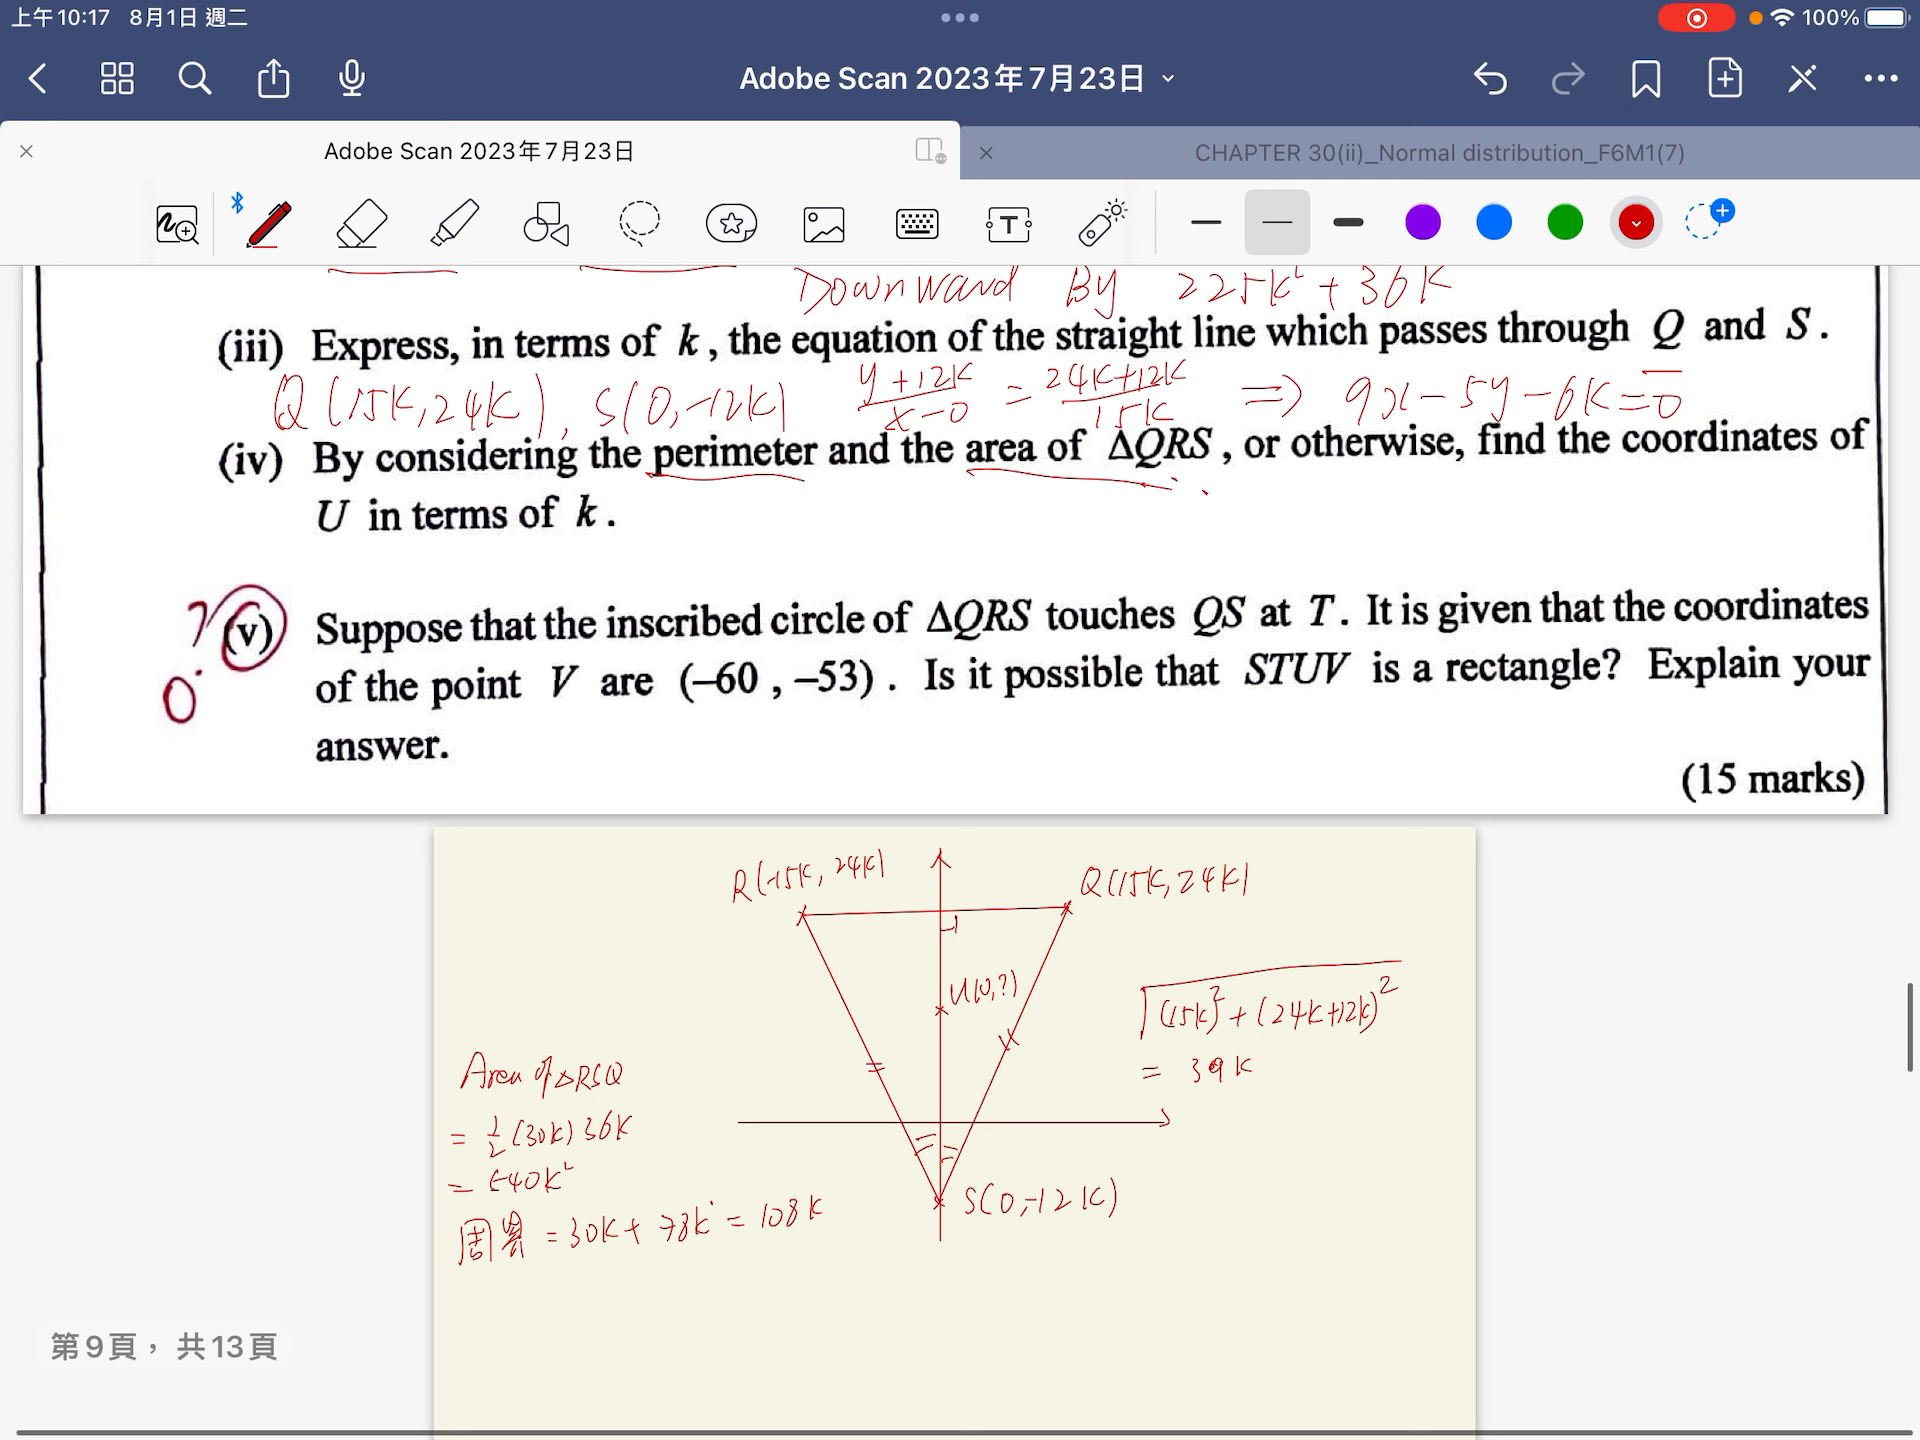 上午10:17 8月1日 週二
100%
Adobe Scan 2023年7月23日
Adobe Scan 2023年7月23日
CHAPTER 30(ii)_Normal distribution_F6M1(7)
Downward By 225k²+36k
(iii) Express, in terms of k, the equation of the straight line which passes through Q and S.
Q(15k,24k), S(0,-12k) (y+12k)/(x-0) = (24k+12k)/15k ⇒ 9x-5y-6k=0
(iv) By considering the perimeter and the area of ΔQRS, or otherwise, find the coordinates of
U in terms of k.
(v) Suppose that the inscribed circle of ΔQRS touches QS at T. It is given that the coordinates
of the point V are (–60, –53). Is it possible that STUV is a rectangle? Explain your
answer.
(15 marks)
R(-15k, 24k)
Q(15k,24k)
U(0,?)
√((15k)²+(24k+12k)²)
= 39k
Area of △RSQ
= ½(30k)36k
= 540k²
周界 = 30k+78k = 108k
S(0,-12k)
第9頁，共13頁